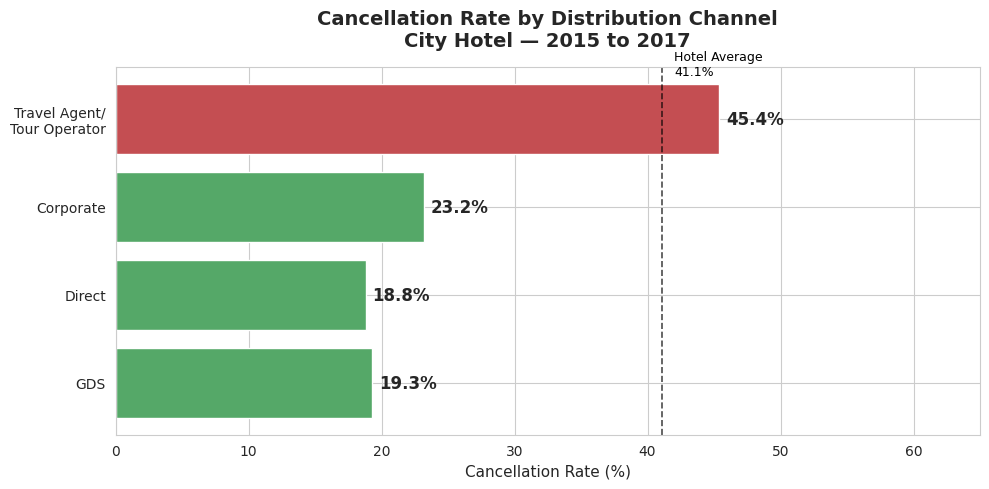 Cancellation Rate by Distribution Channel
City Hotel — 2015 to 2017
Hotel Average
41.1%
Travel Agent/
Tour Operator
45.4%
Corporate
23.2%
Direct
18.8%
GDS
19.3%
0 10 20 30 40 50 60
Cancellation Rate (%)